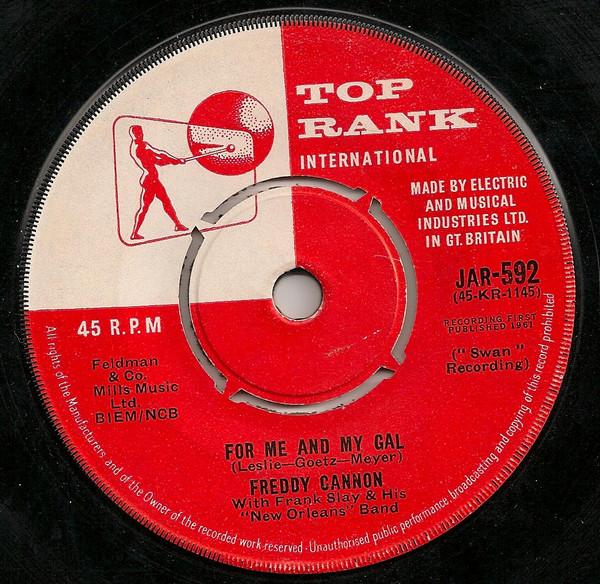 TOP
RANK
INTERNATIONAL
MADE BY ELECTRIC
AND MUSICAL
INDUSTRIES LTD.
IN GT. BRITAIN
JAR-592
(45-KR-1145)
RECORDING FIRST
PUBLISHED 1961
("Swan"
Recording)
45 R.P.M
Feldman
& Co.
Mills Music
Ltd.
BIEM/NCB
FOR ME AND MY GAL
(Leslie—Goetz—Meyer)
FREDDY CANNON
With Frank Slay & His
"New Orleans" Band
All rights of the Manufacturers and of the Owner of the recorded work reserved · Unauthorised public performance, broadcasting and copying of this record prohibited